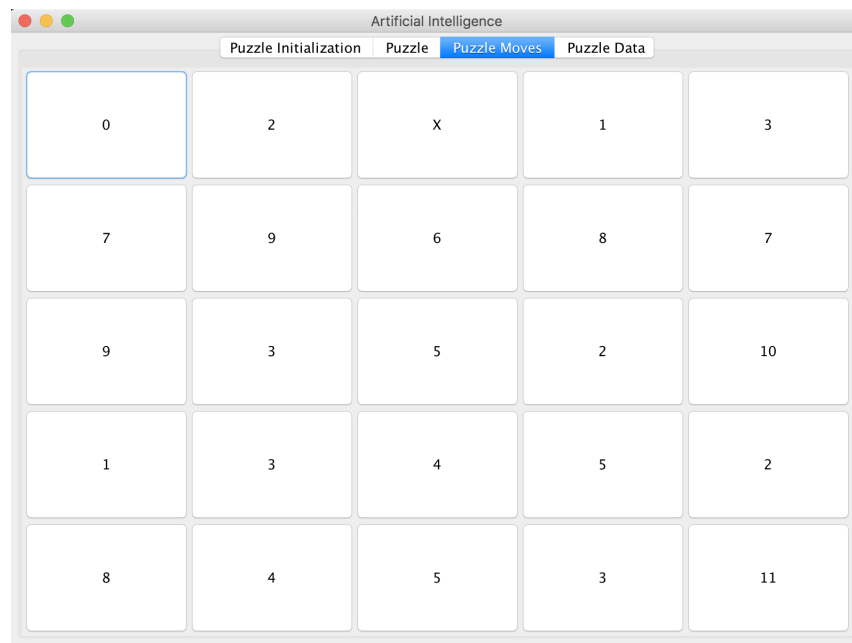 Artificial Intelligence
Puzzle Initialization Puzzle Puzzle Moves Puzzle Data
0 2 X 1 3
7 9 6 8 7
9 3 5 2 10
1 3 4 5 2
8 4 5 3 11